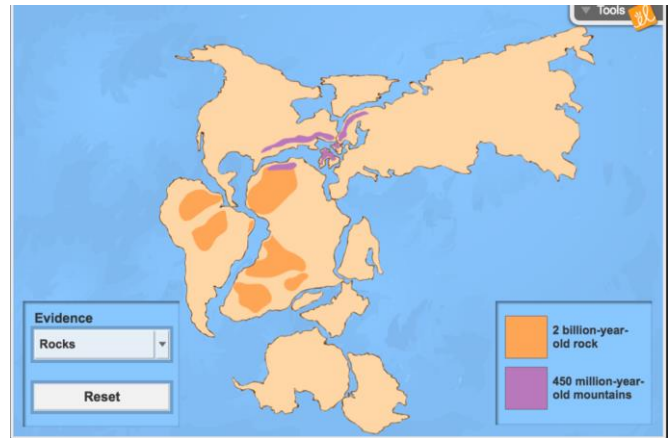 Tools
Evidence
Rocks
Reset
2 billion-year-
old rock
450 million-year-
old mountains